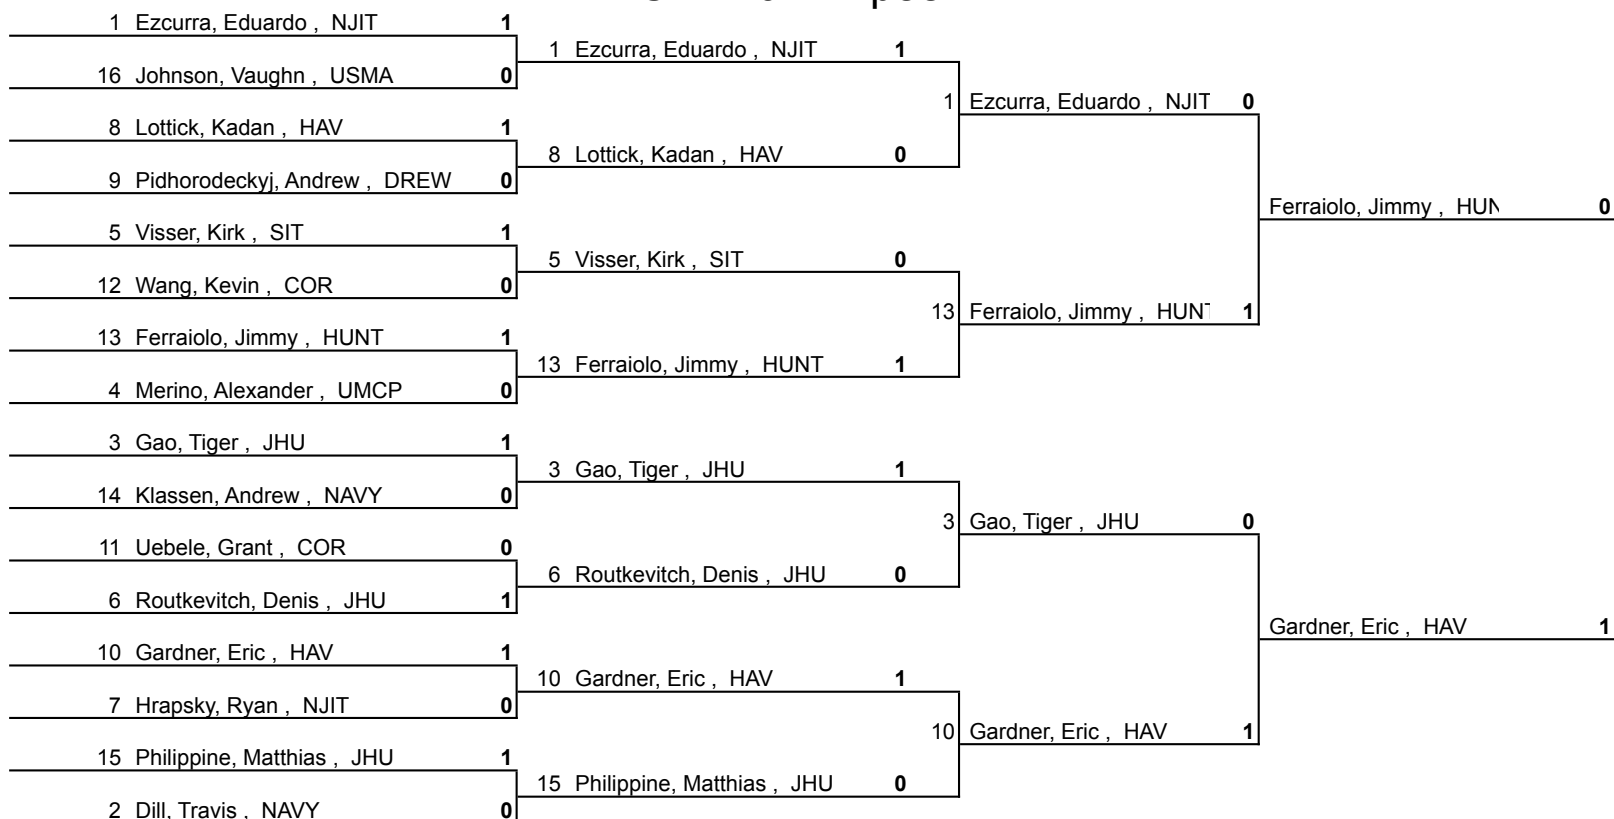 1 Ezcurra, Eduardo , NJIT 1
16 Johnson, Vaughn , USMA 0
8 Lottick, Kadan , HAV 1
9 Pidhorodeckyj, Andrew , DREW 0
5 Visser, Kirk , SIT 1
12 Wang, Kevin , COR 0
13 Ferraiolo, Jimmy , HUNT 1
4 Merino, Alexander , UMCP 0
3 Gao, Tiger , JHU 1
14 Klassen, Andrew , NAVY 0
11 Uebele, Grant , COR 0
6 Routkevitch, Denis , JHU 1
10 Gardner, Eric , HAV 1
7 Hrapsky, Ryan , NJIT 0
15 Philippine, Matthias , JHU 1
2 Dill, Travis , NAVY 0
1 Ezcurra, Eduardo , NJIT 1
8 Lottick, Kadan , HAV 0
5 Visser, Kirk , SIT 0
13 Ferraiolo, Jimmy , HUNT 1
3 Gao, Tiger , JHU 1
6 Routkevitch, Denis , JHU 0
10 Gardner, Eric , HAV 1
15 Philippine, Matthias , JHU 0
1 Ezcurra, Eduardo , NJIT 0
13 Ferraiolo, Jimmy , HUNT 1
3 Gao, Tiger , JHU 0
10 Gardner, Eric , HAV 1
Ferraiolo, Jimmy , HUN 0
Gardner, Eric , HAV 1